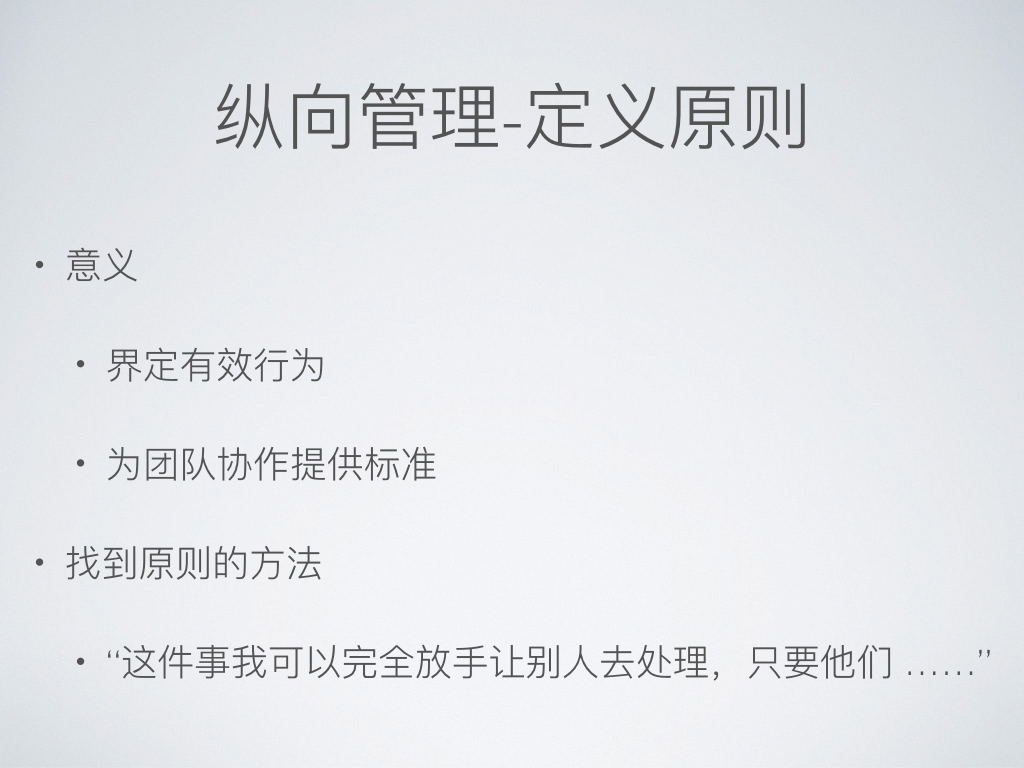 纵向管理-定义原则
• 意义
• 界定有效行为
• 为团队协作提供标准
• 找到原则的方法
• “这件事我可以完全放手让别人去处理，只要他们 ……”